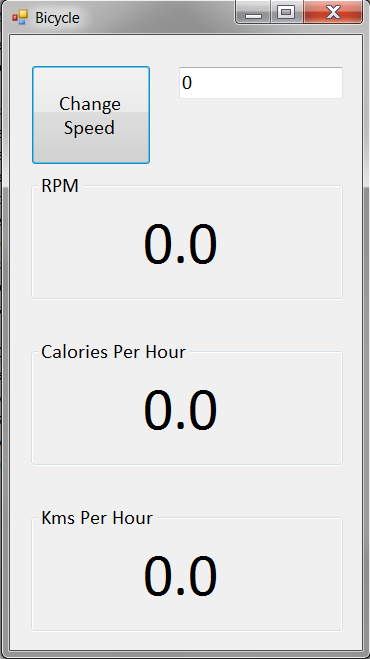 Bicycle
Change
Speed
0
RPM
0.0
Calories Per Hour
0.0
Kms Per Hour
0.0